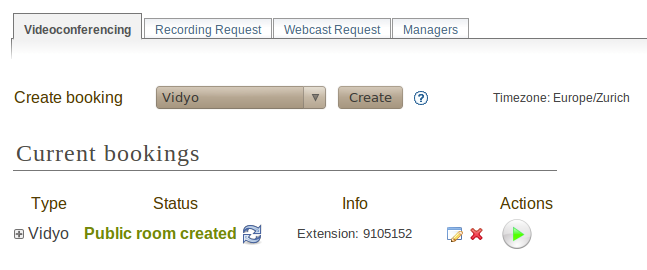 Videoconferencing Recording Request Webcast Request Managers
Create booking Vidyo Create ? Timezone: Europe/Zurich
Current bookings
Type Status Info Actions
Vidyo Public room created Extension: 9105152